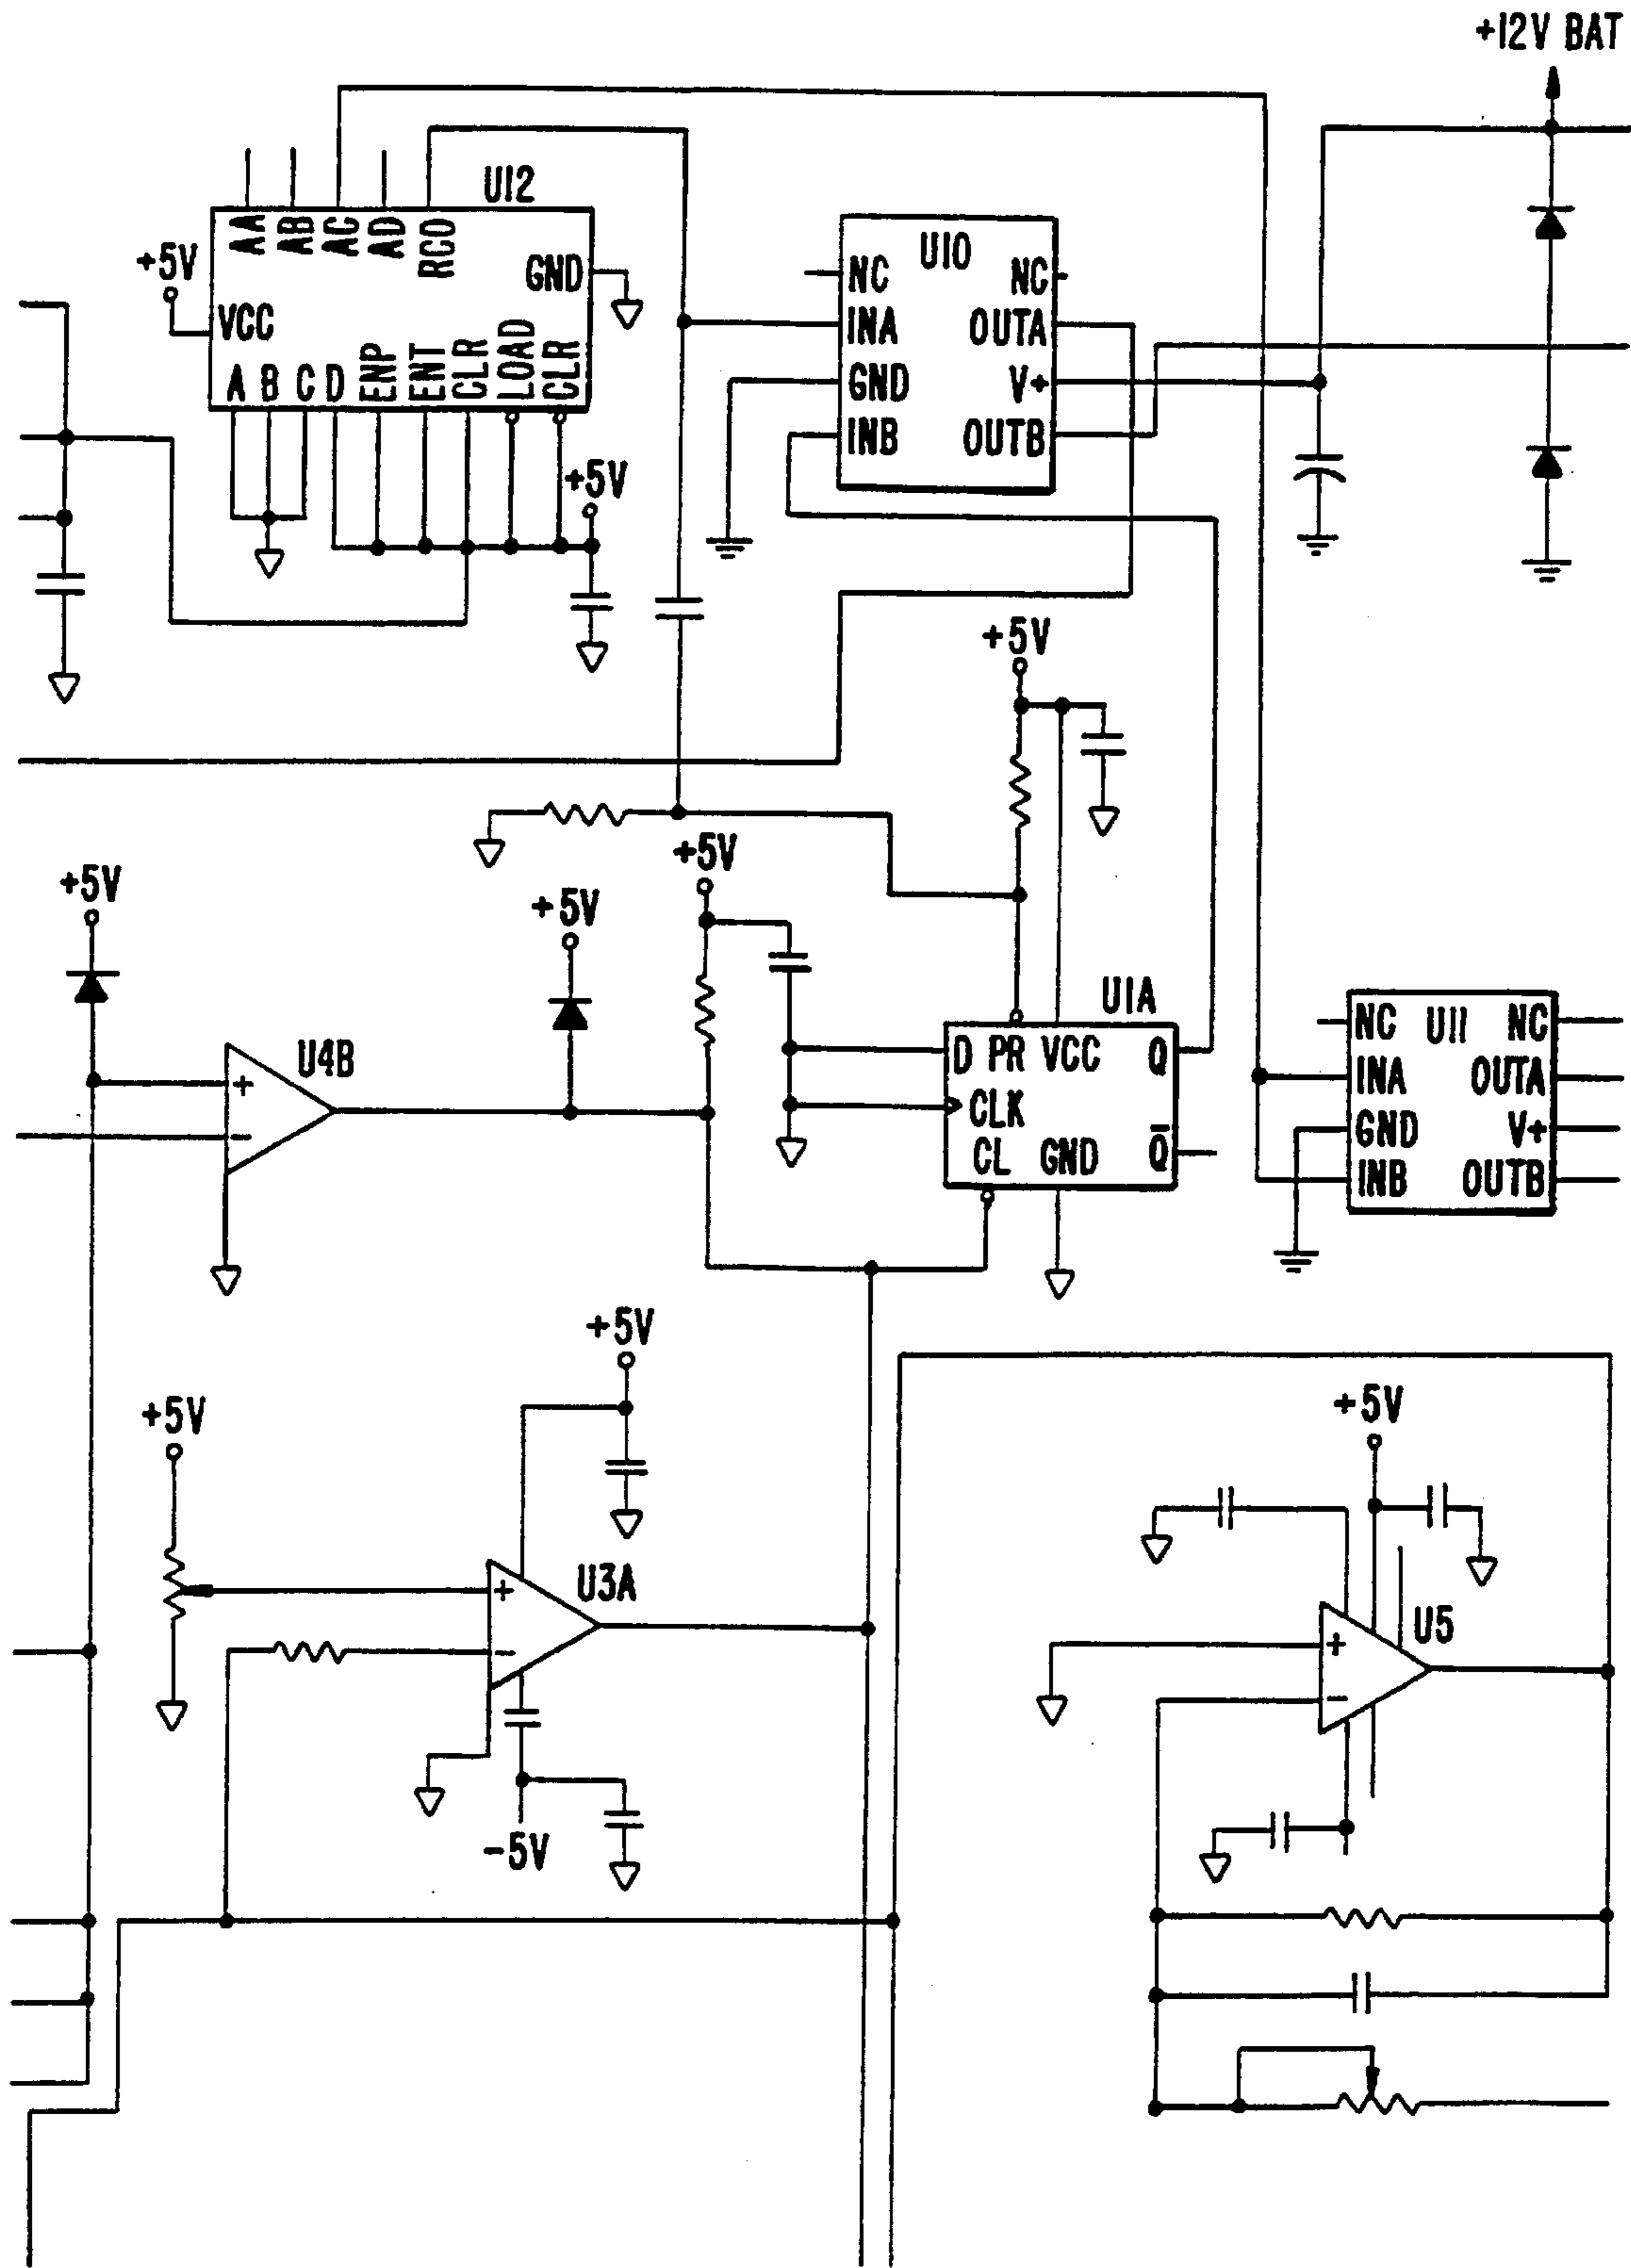 +12V BAT
U12
AA AB AC AD RCO
+5V
GND
VCC
A B C D ENP ENT CLR LOAD CLR
+5V
U10
NC NC
INA OUTA
GND V+
INB OUTB
+5V
+5V
+5V
+5V
U4B
+
-
U1A
D PR VCC Q
CLK
CL GND Q̅
NC U11 NC
INA OUTA
GND V+
INB OUTB
+5V
+5V
U3A
+
-
-5V
+5V
U5
+
-